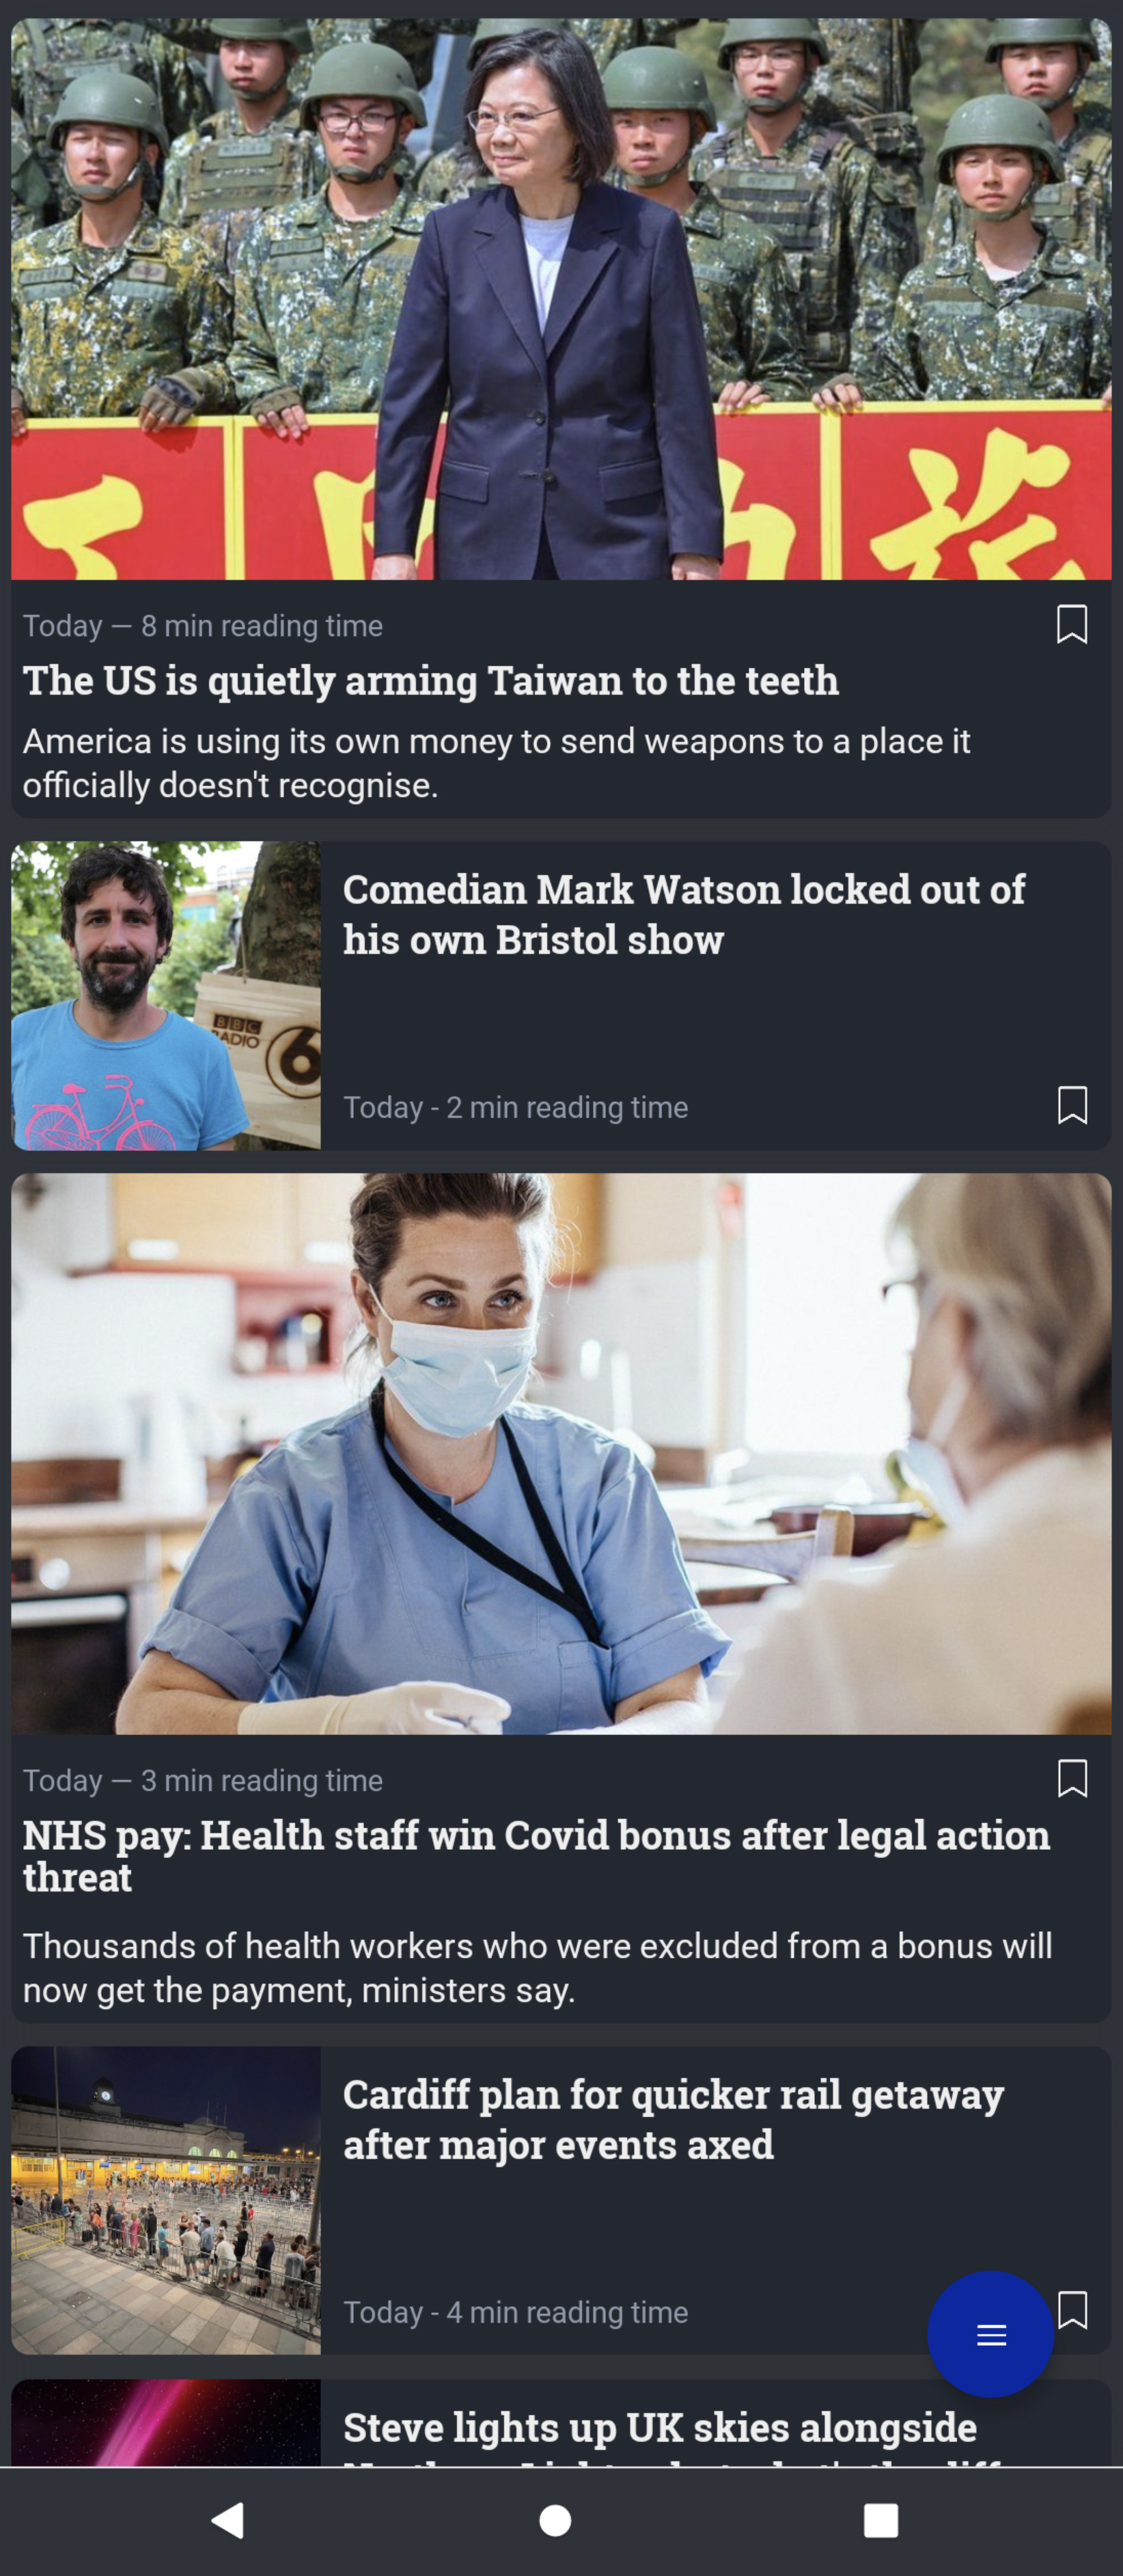 Today — 8 min reading time
The US is quietly arming Taiwan to the teeth
America is using its own money to send weapons to a place it
officially doesn't recognise.
Comedian Mark Watson locked out of
his own Bristol show
BBC
RADIO
6
Today - 2 min reading time
Today — 3 min reading time
NHS pay: Health staff win Covid bonus after legal action
threat
Thousands of health workers who were excluded from a bonus will
now get the payment, ministers say.
Cardiff plan for quicker rail getaway
after major events axed
Today - 4 min reading time
Steve lights up UK skies alongside